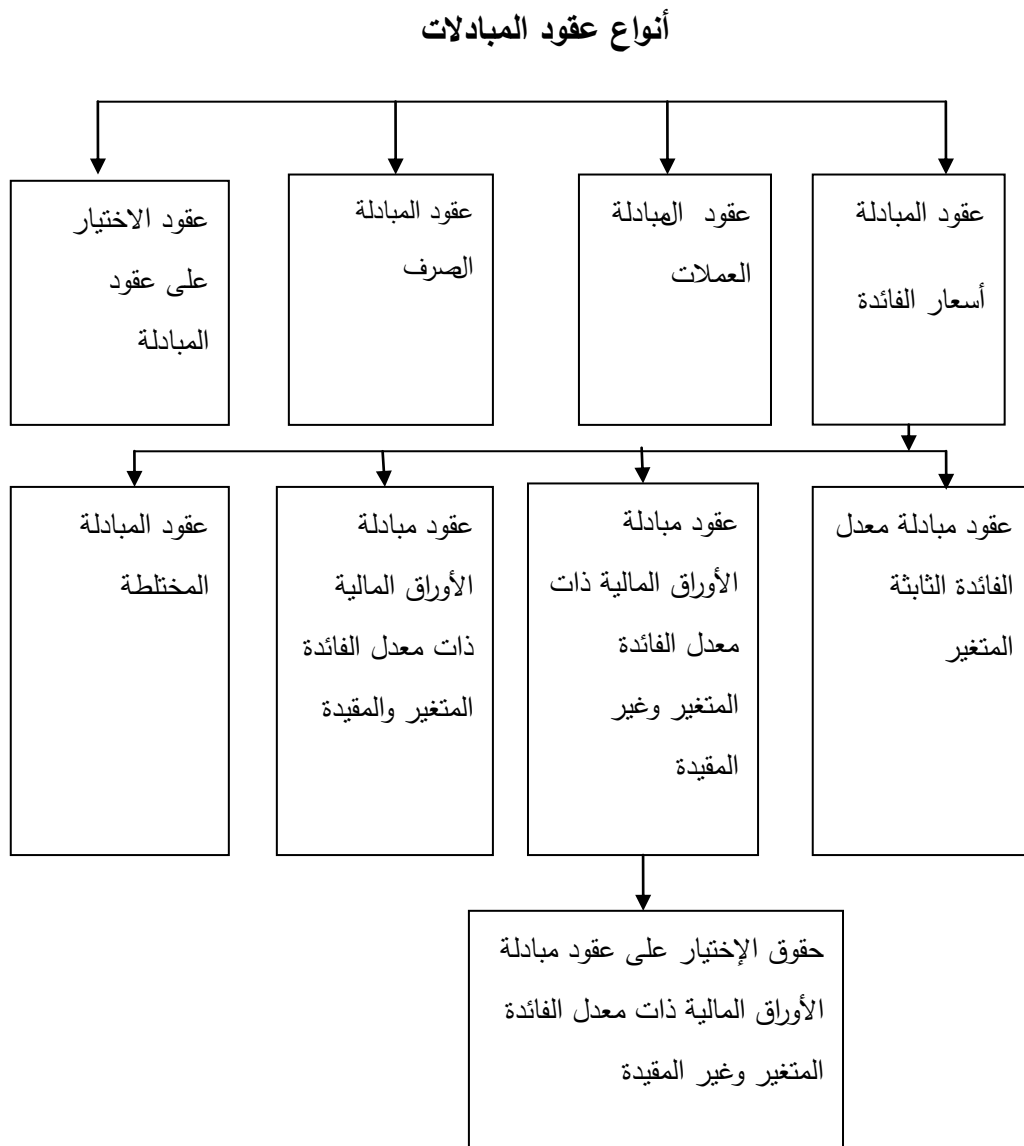 أنواع عقود المبادلات
عقود المبادلة
أسعار الفائدة
عقود المبادلة
العملات
عقود المبادلة
الصرف
عقود الاختيار
على عقود
المبادلة
عقود مبادلة معدل
الفائدة الثابثة
المتغير
عقود مبادلة
الأوراق المالية ذات
معدل الفائدة
المتغير وغير
المقيدة
عقود مبادلة
الأوراق المالية
ذات معدل الفائدة
المتغير والمقيدة
عقود المبادلة
المختلطة
حقوق الإختيار على عقود مبادلة
الأوراق المالية ذات معدل الفائدة
المتغير وغير المقيدة